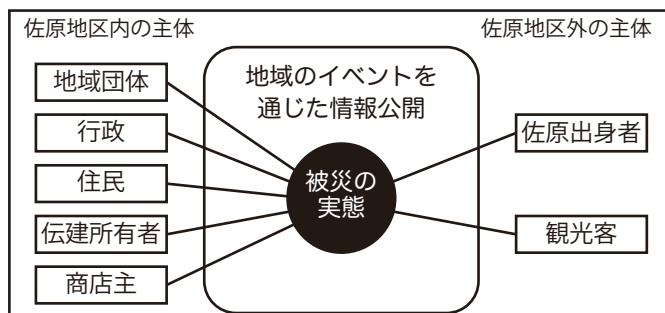 佐原地区内の主体
佐原地区外の主体
地域のイベントを
通じた情報公開
地域団体
行政
住民
伝建所有者
商店主
被災の
実態
佐原出身者
観光客